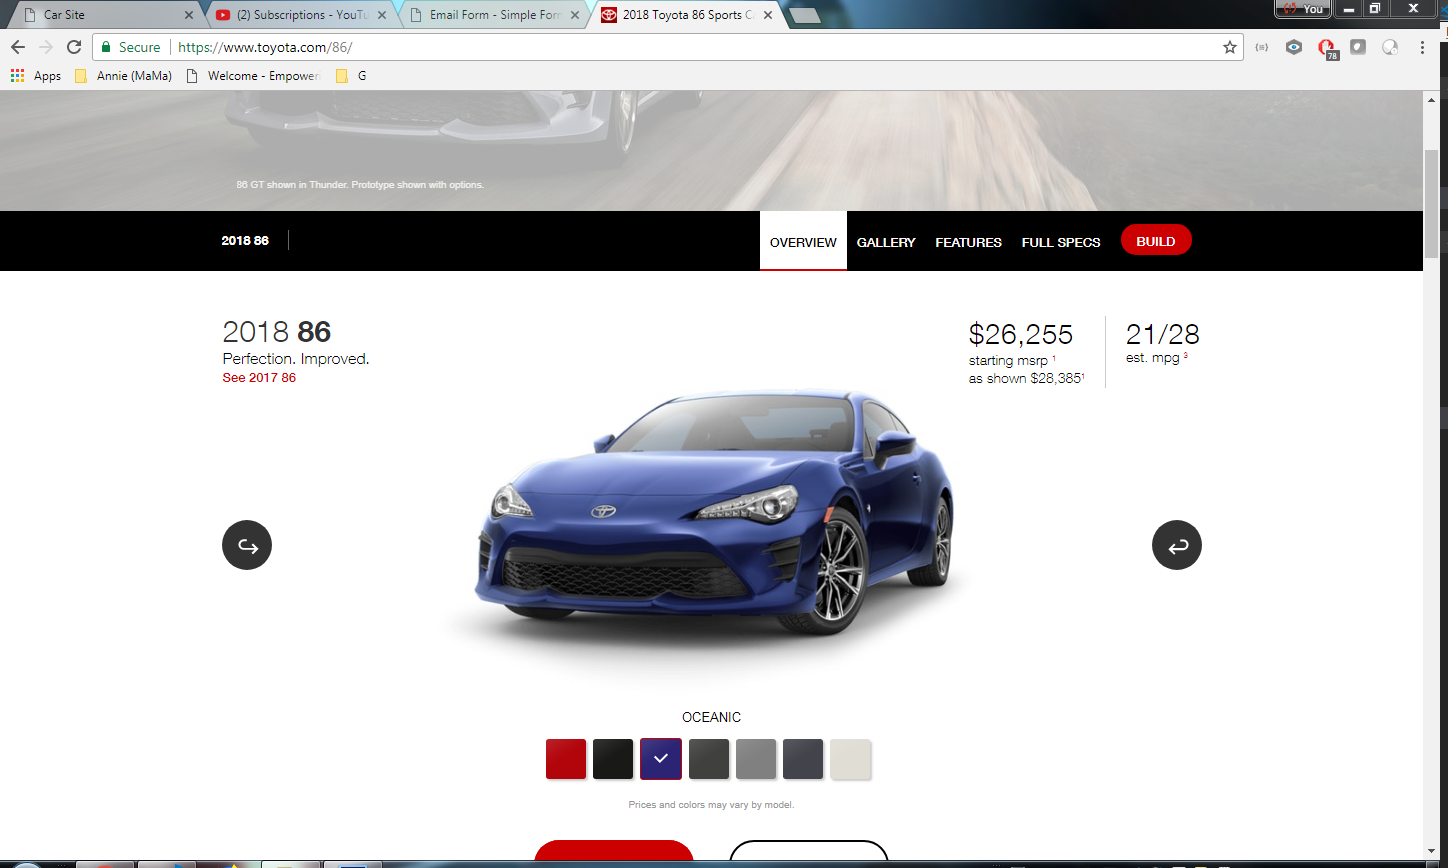 Car Site
(2) Subscriptions - YouTu
Email Form - Simple Form
2018 Toyota 86 Sports C
You
Secure
https://www.toyota.com/86/
78
Apps
Annie (MaMa)
Welcome - Empower
G
86 GT shown in Thunder. Prototype shown with options.
2018 86
OVERVIEW
GALLERY
FEATURES
FULL SPECS
BUILD
2018 86
Perfection. Improved.
See 2017 86
$26,255
starting msrp 1
as shown $28,385¹
21/28
est. mpg 3
OCEANIC
Prices and colors may vary by model.